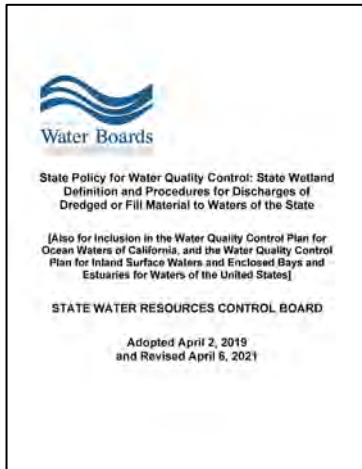 Water Boards
State Policy for Water Quality Control: State Wetland
Definition and Procedures for Discharges of
Dredged or Fill Material to Waters of the State
[Also for Inclusion in the Water Quality Control Plan for
Ocean Waters of California, and the Water Quality Control
Plan for Inland Surface Waters and Enclosed Bays and
Estuaries for Waters of the United States]
STATE WATER RESOURCES CONTROL BOARD
Adopted April 2, 2019
and Revised April 6, 2021